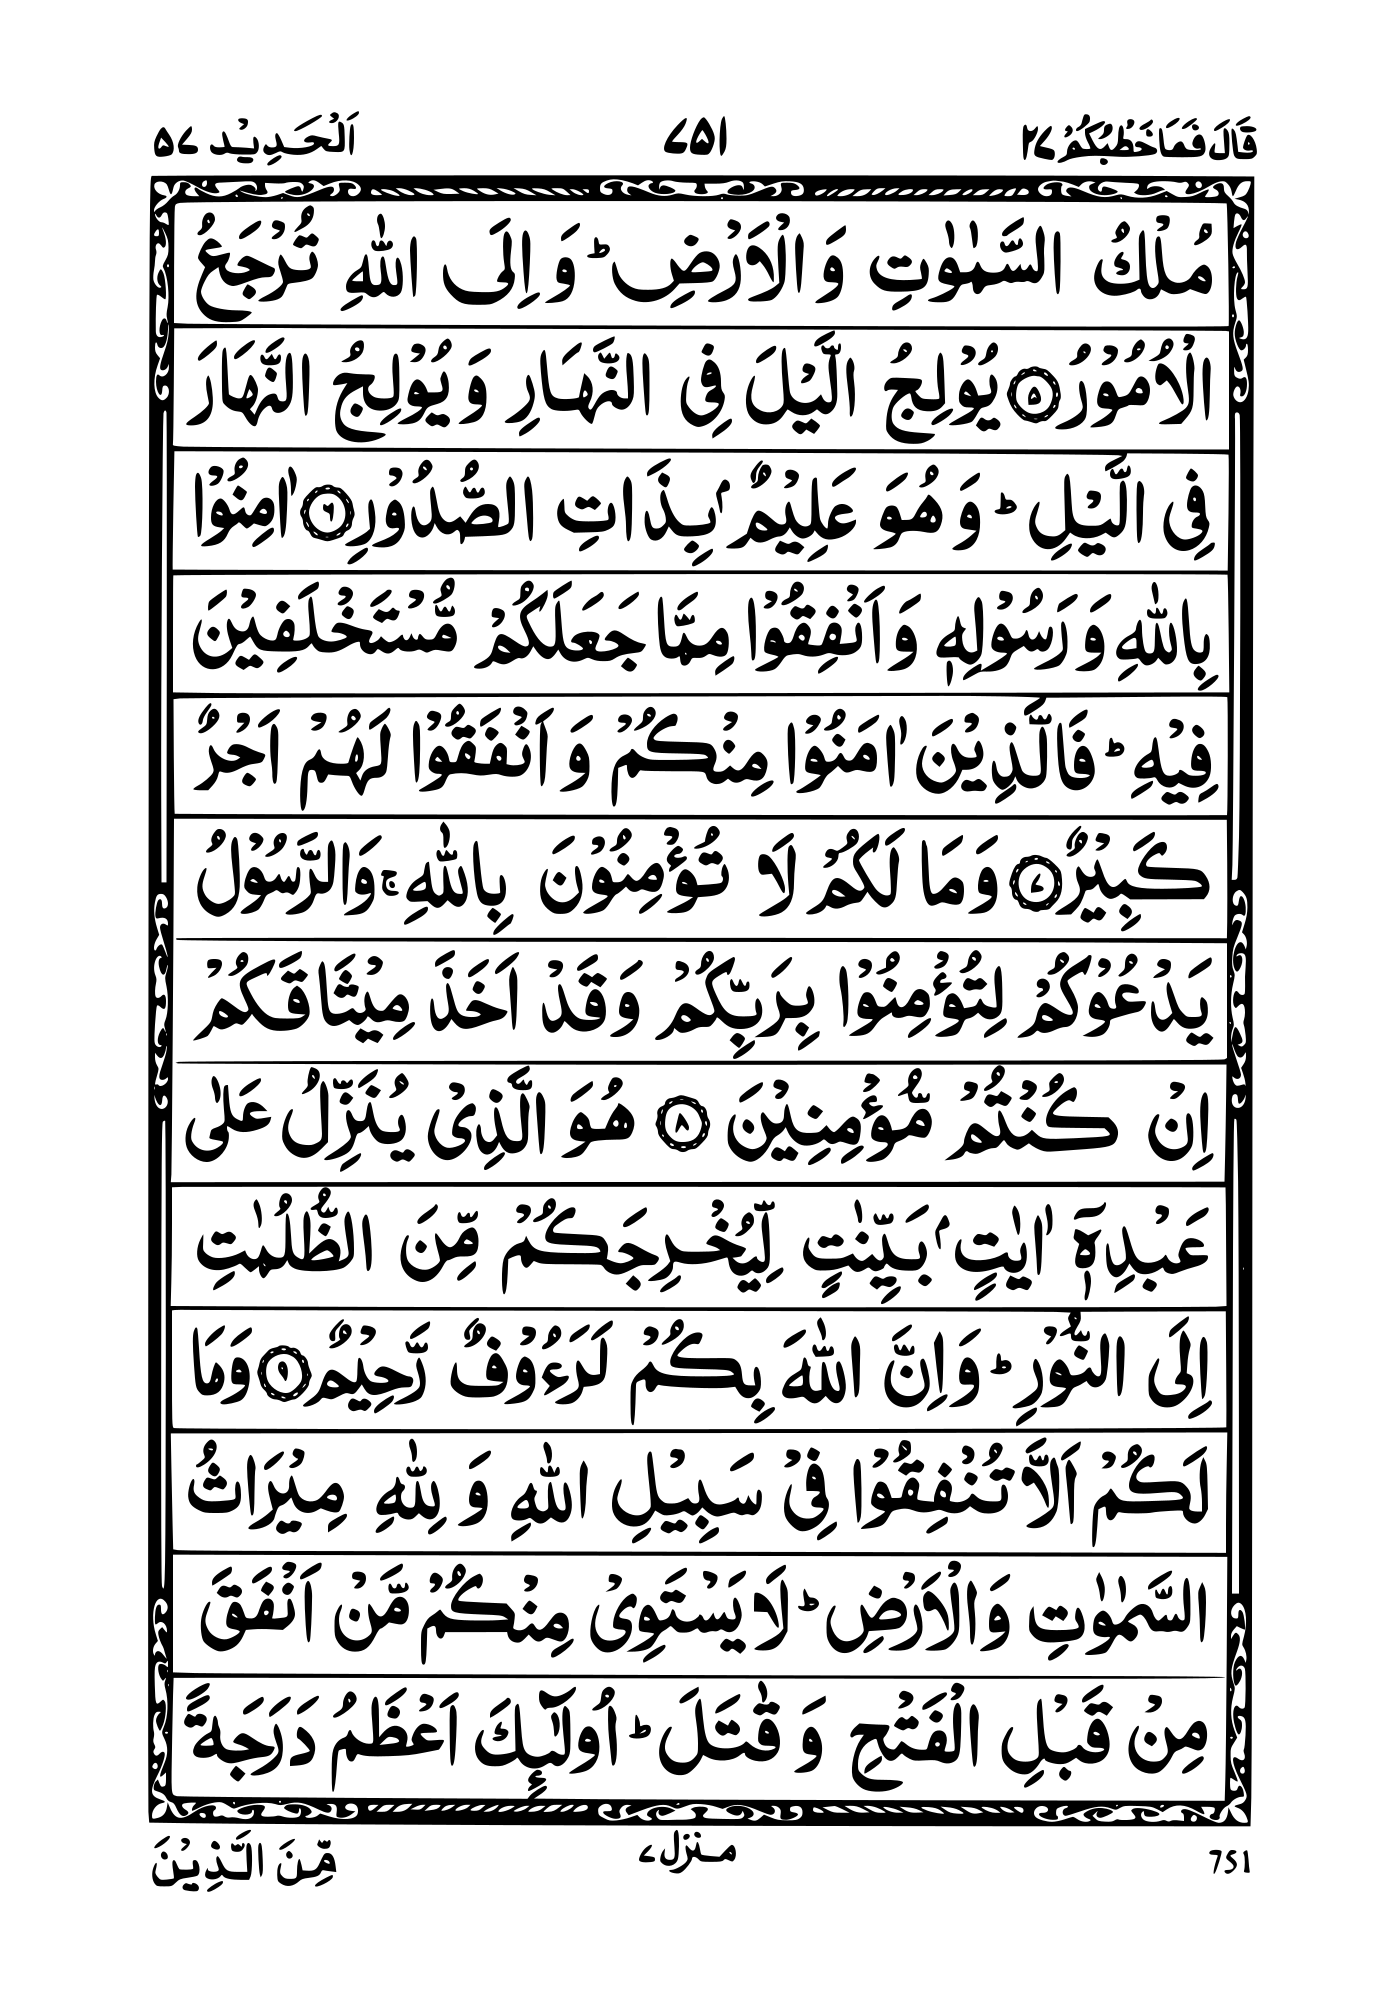 قَالَ فَمَا خَطْبُكُمْ ٢٧ ٧٥١ اَلْحَدِيْد ٥٧
مُلْكُ السَّمٰوٰتِ وَ الْاَرْضِ ؕ وَ اِلَى اللّٰهِ تُرْجَعُ
الْاُمُوْرُ ۝٥ يُوْلِجُ الَّيْلَ فِى النَّهَارِ وَ يُوْلِجُ النَّهَارَ
فِى الَّيْلِ ؕ وَ هُوَ عَلِيْمٌۢ بِذَاتِ الصُّدُوْرِ ۝٦ اٰمِنُوْا
بِاللّٰهِ وَ رَسُوْلِهٖ وَ اَنْفِقُوْا مِمَّا جَعَلَكُمْ مُّسْتَخْلَفِيْنَ
فِيْهِ ؕ فَالَّذِيْنَ اٰمَنُوْا مِنْكُمْ وَ اَنْفَقُوْا لَهُمْ اَجْرٌ
كَبِيْرٌ ۝٧ وَ مَا لَكُمْ لَا تُؤْمِنُوْنَ بِاللّٰهِ ۚ وَالرَّسُوْلُ
يَدْعُوْكُمْ لِتُؤْمِنُوْا بِرَبِّكُمْ وَ قَدْ اَخَذَ مِيْثَاقَكُمْ
اِنْ كُنْتُمْ مُّؤْمِنِيْنَ ۝٨ هُوَ الَّذِىْ يُنَزِّلُ عَلٰى
عَبْدِهٖۤ اٰيٰتٍۭ بَيِّنٰتٍ لِّيُخْرِجَكُمْ مِّنَ الظُّلُمٰتِ
اِلَى النُّوْرِ ؕ وَ اِنَّ اللّٰهَ بِكُمْ لَرَءُوْفٌ رَّحِيْمٌ ۝٩ وَ مَا
لَكُمْ اَلَّا تُنْفِقُوْا فِىْ سَبِيْلِ اللّٰهِ وَ لِلّٰهِ مِيْرَاثُ
السَّمٰوٰتِ وَ الْاَرْضِ ؕ لَا يَسْتَوِىْ مِنْكُمْ مَّنْ اَنْفَقَ
مِنْ قَبْلِ الْفَتْحِ وَ قٰتَلَ ؕ اُولٰٓئِكَ اَعْظَمُ دَرَجَةً
751 منزل ٧ مِّنَ الَّذِيْنَ